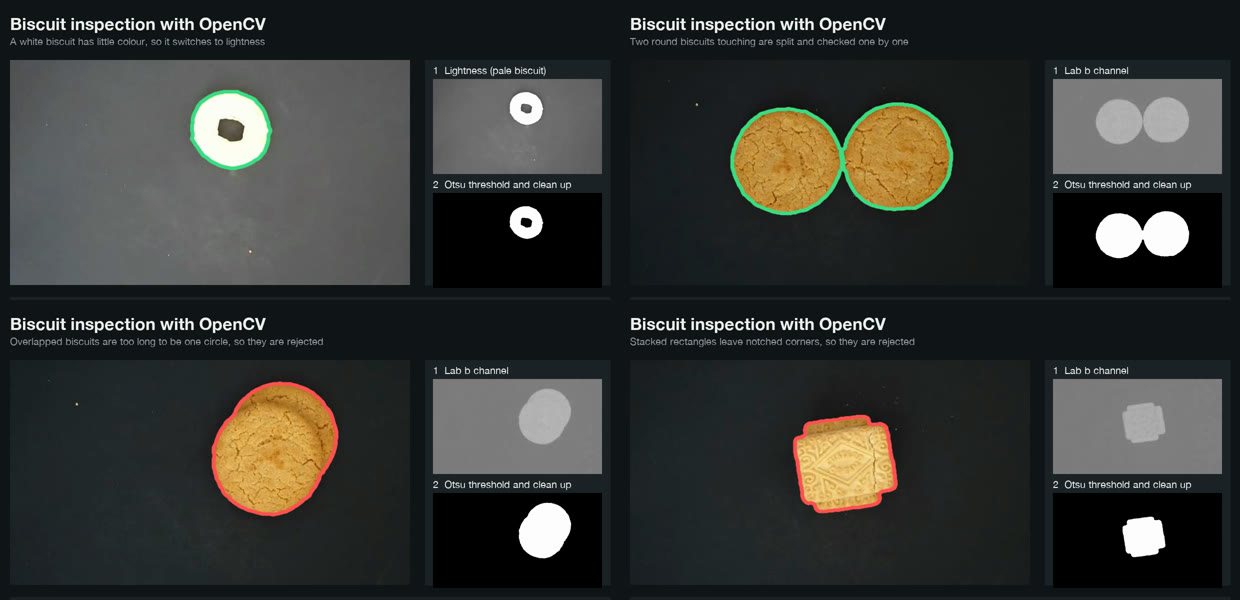 Biscuit inspection with OpenCV
A white biscuit has little colour, so it switches to lightness
1 Lightness (pale biscuit)
2 Otsu threshold and clean up
Biscuit inspection with OpenCV
Two round biscuits touching are split and checked one by one
1 Lab b channel
2 Otsu threshold and clean up
Biscuit inspection with OpenCV
Overlapped biscuits are too long to be one circle, so they are rejected
1 Lab b channel
2 Otsu threshold and clean up
Biscuit inspection with OpenCV
Stacked rectangles leave notched corners, so they are rejected
1 Lab b channel
2 Otsu threshold and clean up